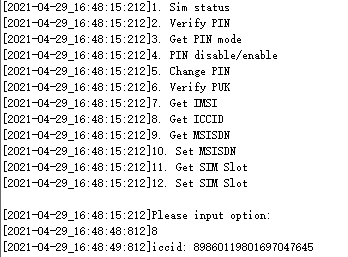 [2021-04-29_16:48:15:212]1. Sim status
[2021-04-29_16:48:15:212]2. Verify PIN
[2021-04-29_16:48:15:212]3. Get PIN mode
[2021-04-29_16:48:15:212]4. PIN disable/enable
[2021-04-29_16:48:15:212]5. Change PIN
[2021-04-29_16:48:15:212]6. Verify PUK
[2021-04-29_16:48:15:212]7. Get IMSI
[2021-04-29_16:48:15:212]8. Get ICCID
[2021-04-29_16:48:15:212]9. Get MSISDN
[2021-04-29_16:48:15:212]10. Set MSISDN
[2021-04-29_16:48:15:212]11. Get SIM Slot
[2021-04-29_16:48:15:212]12. Set SIM Slot
[2021-04-29_16:48:15:212]Please input option:
[2021-04-29_16:48:48:812]8
[2021-04-29_16:48:49:812]iccid: 89860119801697047645